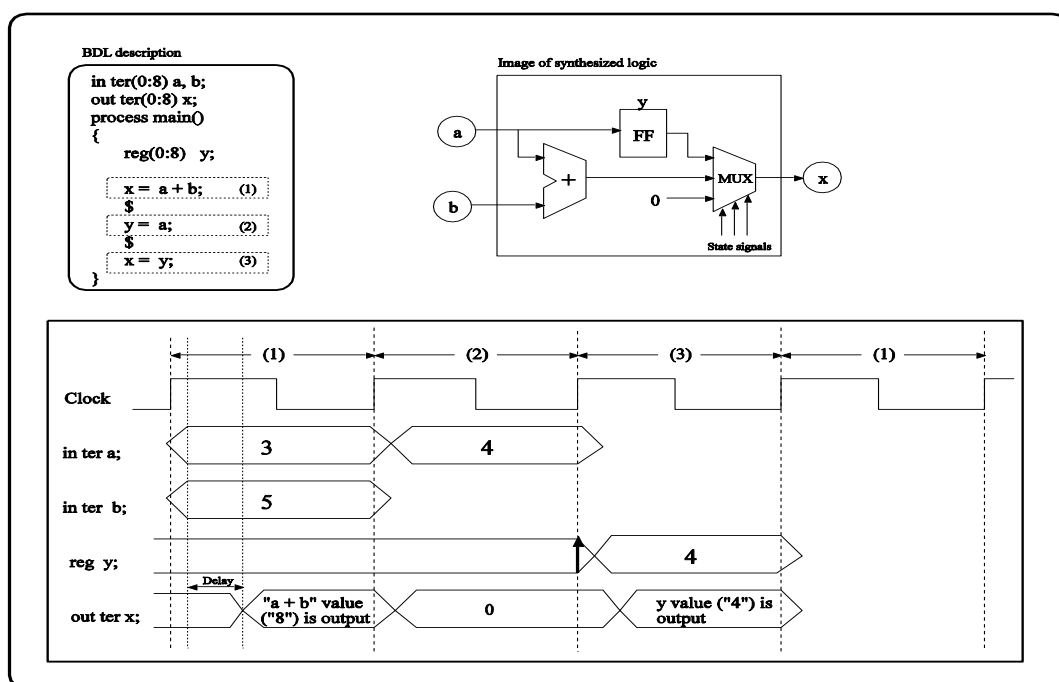 BDL description
in ter(0:8) a, b;
out ter(0:8) x;
process main()
{
reg(0:8) y;
x = a + b; (1)
$
y = a; (2)
$
x = y; (3)
}
Image of synthesized logic
a
b
y
FF
+
0
MUX
x
State signals
(1) (2) (3) (1)
Clock
in ter a; 3 4
in ter b; 5
reg y; 4
Delay
out ter x;
"a + b" value
("8") is output
0
y value ("4") is
output